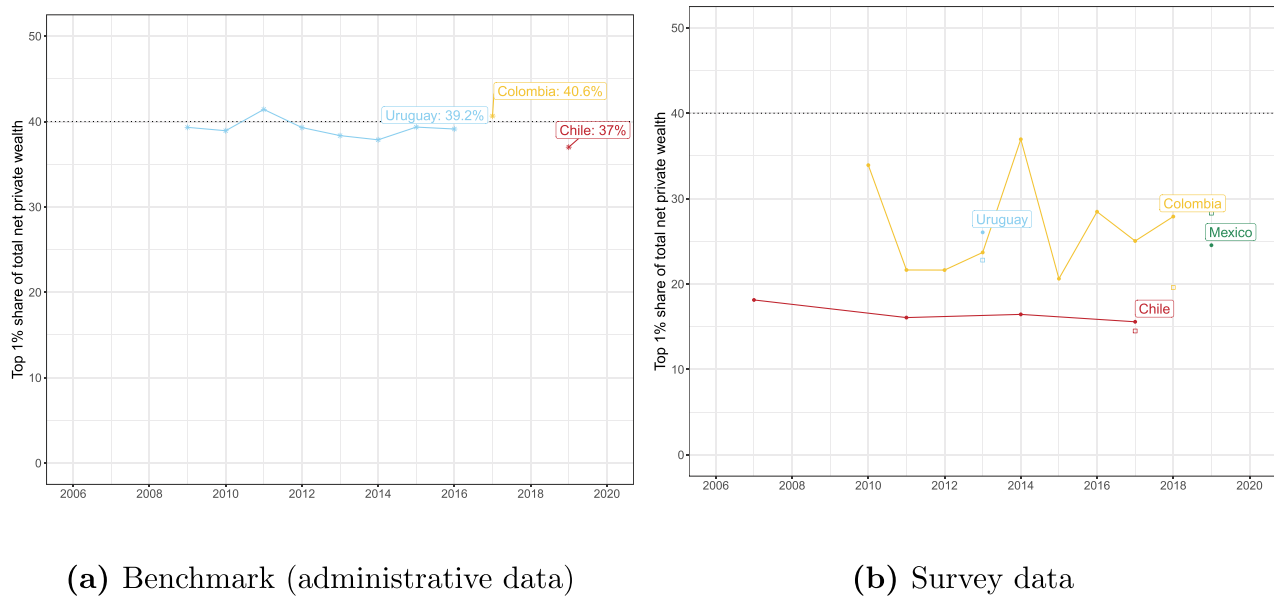 Top 1% share of total net private wealth
50
40
30
20
10
0
Uruguay: 39.2%
Colombia: 40.6%
Chile: 37%
2006 2008 2010 2012 2014 2016 2018 2020
(a) Benchmark (administrative data)
Top 1% share of total net private wealth
50
40
30
20
10
0
Uruguay
Colombia
Mexico
Chile
2006 2008 2010 2012 2014 2016 2018 2020
(b) Survey data